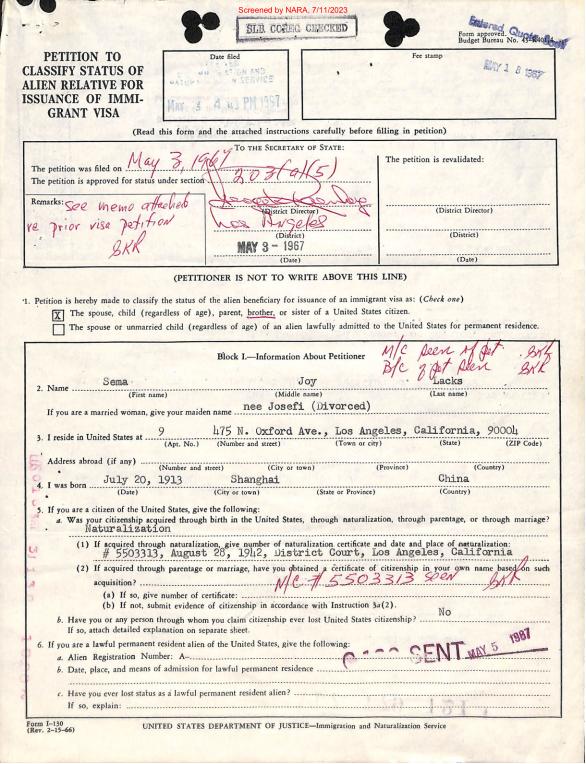 Screened by NARA, 7/11/2023
SLB. COREG CHECKED
Form approved.
Budget Bureau No.
PETITION TO
CLASSIFY STATUS OF
ALIEN RELATIVE FOR
ISSUANCE OF IMMI-
GRANT VISA
Date filed
Fee stamp
MAY 1 8 1967
(Read this form and the attached instructions carefully before filling in petition)
TO THE SECRETARY OF STATE:
The petition was filed on May 3, 1967
The petition is approved for status under section 203(a)(5)
The petition is revalidated:
Remarks: see memo attached
re prior visa petition
(District Director)
Los Angeles
(District)
MAY 3 - 1967
(Date)
(District Director)
(District)
(Date)
(PETITIONER IS NOT TO WRITE ABOVE THIS LINE)
1. Petition is hereby made to classify the status of the alien beneficiary for issuance of an immigrant visa as: (Check one)
X The spouse, child (regardless of age), parent, brother, or sister of a United States citizen.
The spouse or unmarried child (regardless of age) of an alien lawfully admitted to the United States for permanent residence.
Block I.—Information About Petitioner
M/C seen of pet
B/C of pet seen
2. Name Sema Joy Lacks
(First name) (Middle name) (Last name)
If you are a married woman, give your maiden name nee Josefi (Divorced)
3. I reside in United States at 9 475 N. Oxford Ave., Los Angeles, California, 90004
(Apt. No.) (Number and street) (Town or city) (State) (ZIP Code)
Address abroad (if any)
(Number and street) (City or town) (Province) (Country)
4. I was born July 20, 1913 Shanghai China
(Date) (City or town) (State or Province) (Country)
5. If you are a citizen of the United States, give the following:
a. Was your citizenship acquired through birth in the United States, through naturalization, through parentage, or through marriage?
Naturalization
(1) If acquired through naturalization, give number of naturalization certificate and date and place of naturalization:
# 5503313, August 28, 1942, District Court, Los Angeles, California
(2) If acquired through parentage or marriage, have you obtained a certificate of citizenship in your own name based on such
acquisition? N/C # 5503313 seen
(a) If so, give number of certificate:
(b) If not, submit evidence of citizenship in accordance with Instruction 3a(2).
b. Have you or any person through whom you claim citizenship ever lost United States citizenship? No
If so, attach detailed explanation on separate sheet.
6. If you are a lawful permanent resident alien of the United States, give the following:
a. Alien Registration Number: A-
SENT MAY 5 1967
b. Date, place, and means of admission for lawful permanent residence
c. Have you ever lost status as a lawful permanent resident alien?
If so, explain:
Form I-130
(Rev. 2-15-66)
UNITED STATES DEPARTMENT OF JUSTICE—Immigration and Naturalization Service